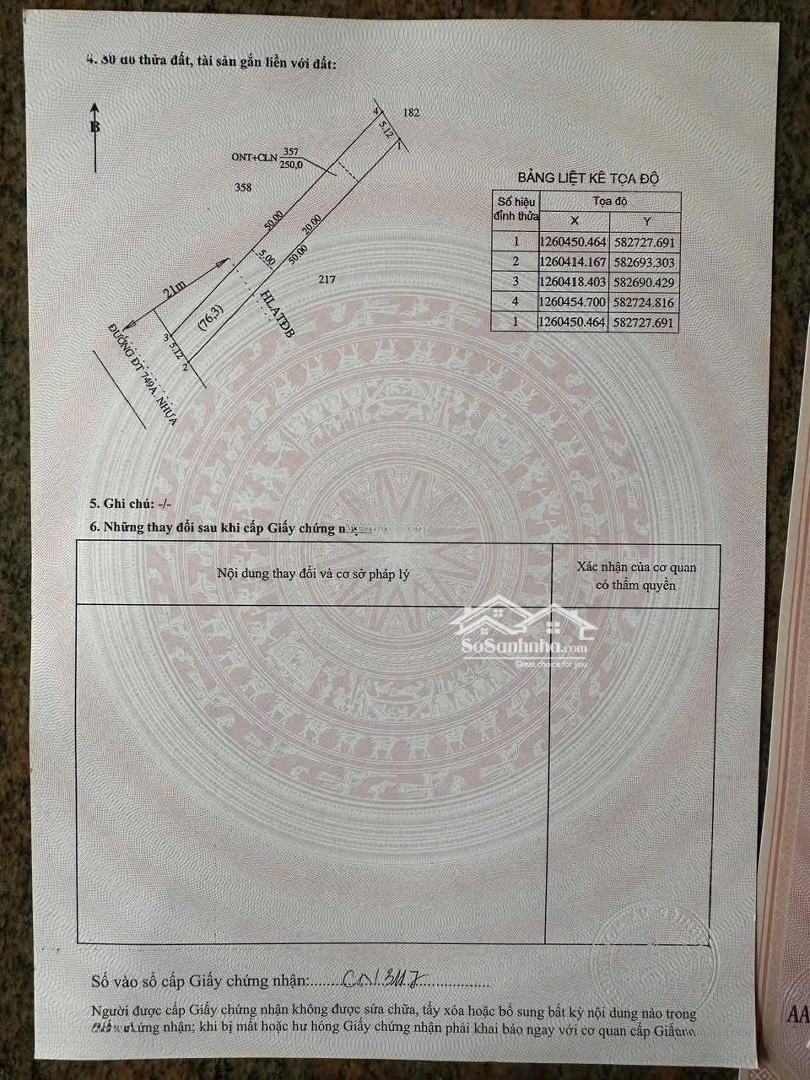 4. Sơ đồ thửa đất, tài sản gắn liền với đất:
B
4
182
5.12
1
ONT+CLN 357
250,0
358
50.00
20.00
5.00
50.00
217
21m
HLATĐB
(76,3)
3
5.12
2
ĐƯỜNG ĐT 749A - NHỰA
BẢNG LIỆT KÊ TỌA ĐỘ
Số hiệu đỉnh thửa
Tọa độ
X Y
1 1260450.464 582727.691
2 1260414.167 582693.303
3 1260418.403 582690.429
4 1260454.700 582724.816
1 1260450.464 582727.691
5. Ghi chú: -/-
6. Những thay đổi sau khi cấp Giấy chứng
Nội dung thay đổi và cơ sở pháp lý
Xác nhận của cơ quan
có thẩm quyền
SoSanhnha.com
Great choice for you
Số vào sổ cấp Giấy chứng nhận:
Người được cấp Giấy chứng nhận không được sửa chữa, tẩy xóa hoặc bổ sung bất kỳ nội dung nào trong
chứng nhận; khi bị mất hoặc hư hỏng Giấy chứng nhận phải khai báo ngay với cơ quan cấp Giấy.
AA